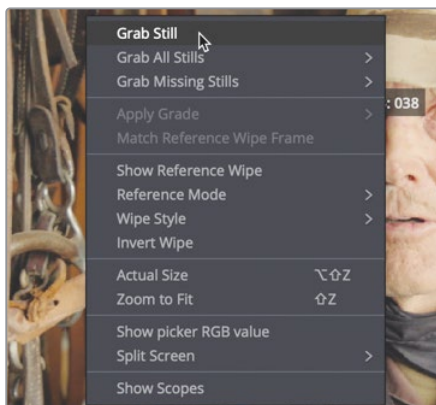 Grab Still
Grab All Stills >
Grab Missing Stills >
: 038
Apply Grade >
Match Reference Wipe Frame
Show Reference Wipe
Reference Mode >
Wipe Style >
Invert Wipe
Actual Size ⌥⇧Z
Zoom to Fit ⇧Z
Show picker RGB value
Split Screen >
Show Scopes